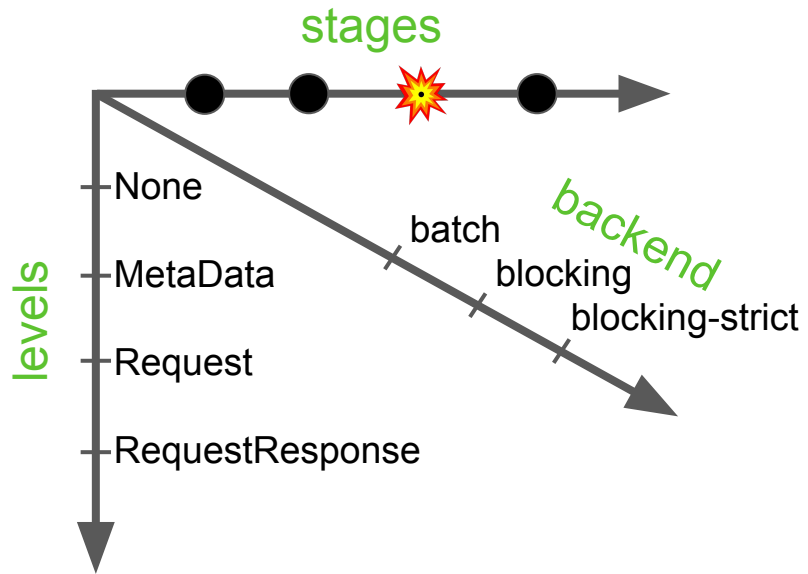 stages
None
batch
backend
MetaData
blocking
blocking-strict
levels
Request
RequestResponse